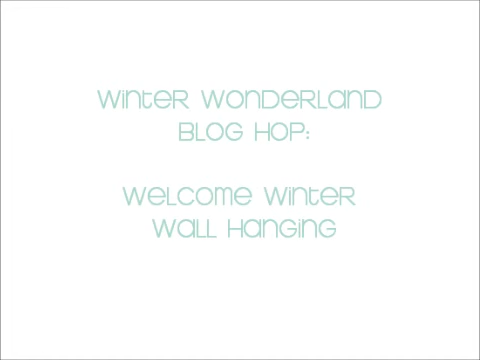 Winter Wonderland
Blog Hop:
Welcome Winter
Wall Hanging